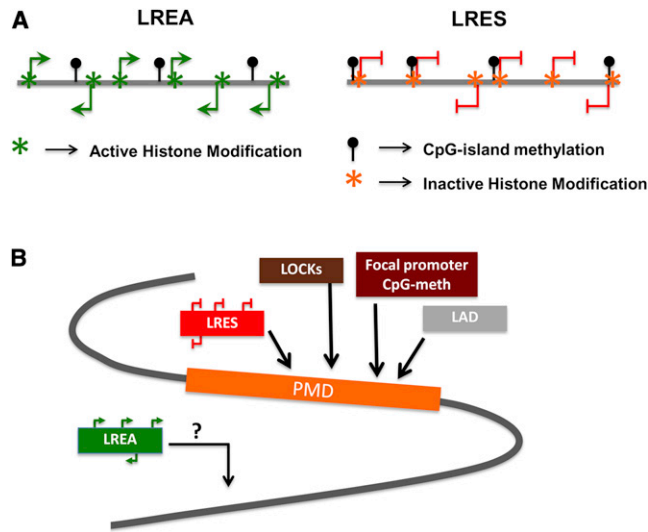 A
LREA
LRES
* → Active Histone Modification
→ CpG-island methylation
* → Inactive Histone Modification
B
LOCKs
Focal promoter
CpG-meth
LRES
LAD
PMD
LREA
?